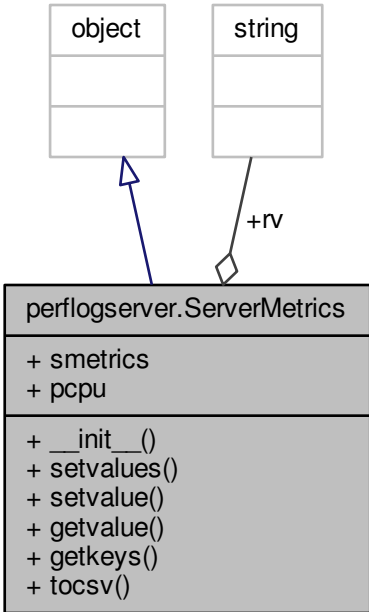 object
string
+rv
perflogserver.ServerMetrics
+ smetrics
+ pcpu
+ __init__()
+ setvalues()
+ setvalue()
+ getvalue()
+ getkeys()
+ tocsv()